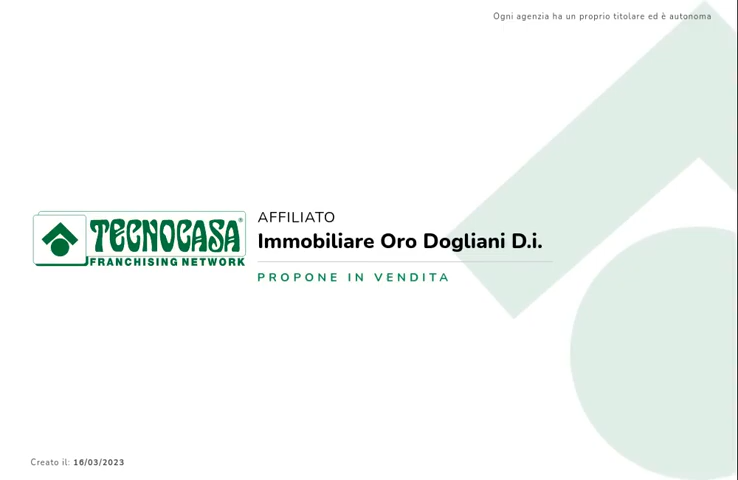 Ogni agenzia ha un proprio titolare ed è autonoma
TECNOCASA®
FRANCHISING NETWORK
AFFILIATO
Immobiliare Oro Dogliani D.i.
PROPONE IN VENDITA
Creato il: 16/03/2023